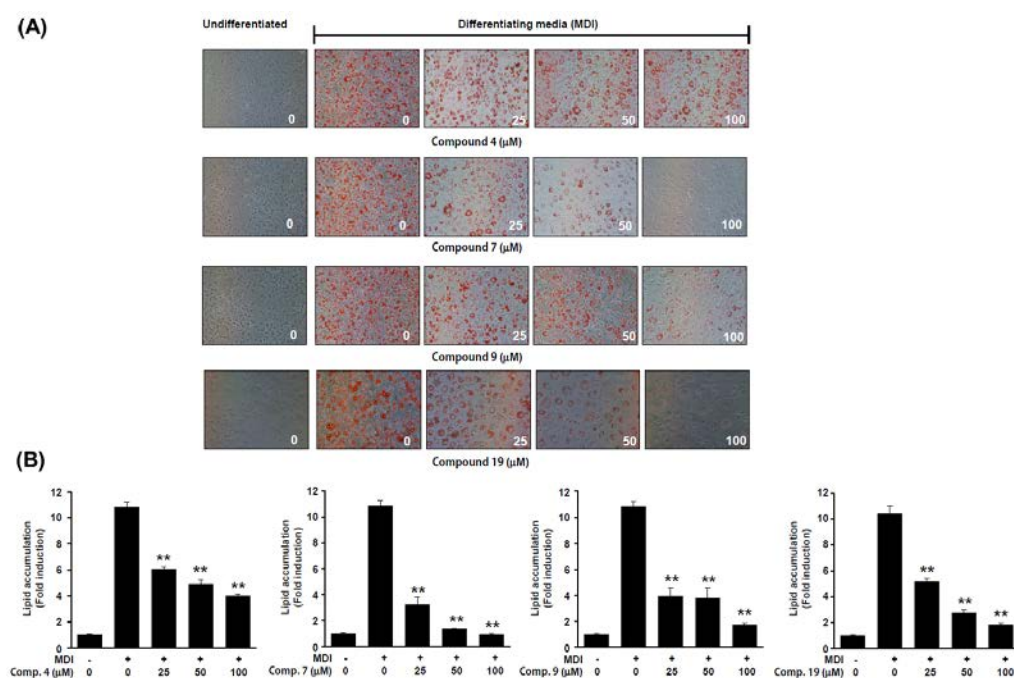 (A)
Undifferentiated Differentiating media (MDI)
0 0 25 50 100
Compound 4 (μM)
0 0 25 50 100
Compound 7 (μM)
0 0 25 50 100
Compound 9 (μM)
0 0 25 50 100
Compound 19 (μM)
(B)
Lipid accumulation
(Fold induction)
12
10
8
6
4
2
0
** ** **
MDI - + + + +
Comp. 4 (μM) 0 0 25 50 100
Lipid accumulation
(Fold induction)
12
10
8
6
4
2
0
** ** **
MDI - + + + +
Comp. 7 (μM) 0 0 25 50 100
Lipid accumulation
(Fold induction)
12
10
8
6
4
2
0
** ** **
MDI - + + + +
Comp. 9 (μM) 0 0 25 50 100
Lipid accumulation
(Fold induction)
12
10
8
6
4
2
0
** ** **
MDI - + + + +
Comp. 19 (μM) 0 0 25 50 100